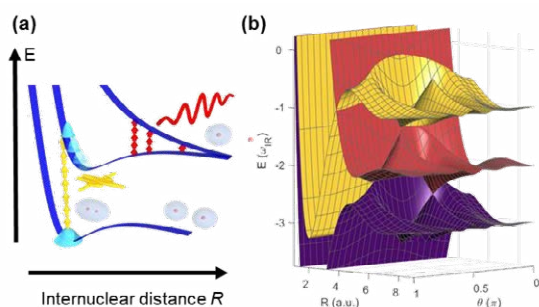 (a)
E
Internuclear distance R
(b)
E (ω_IR)
0
-1
-2
-3
2
4
6
8
R (a.u.)
1
0.5
0
θ (π)